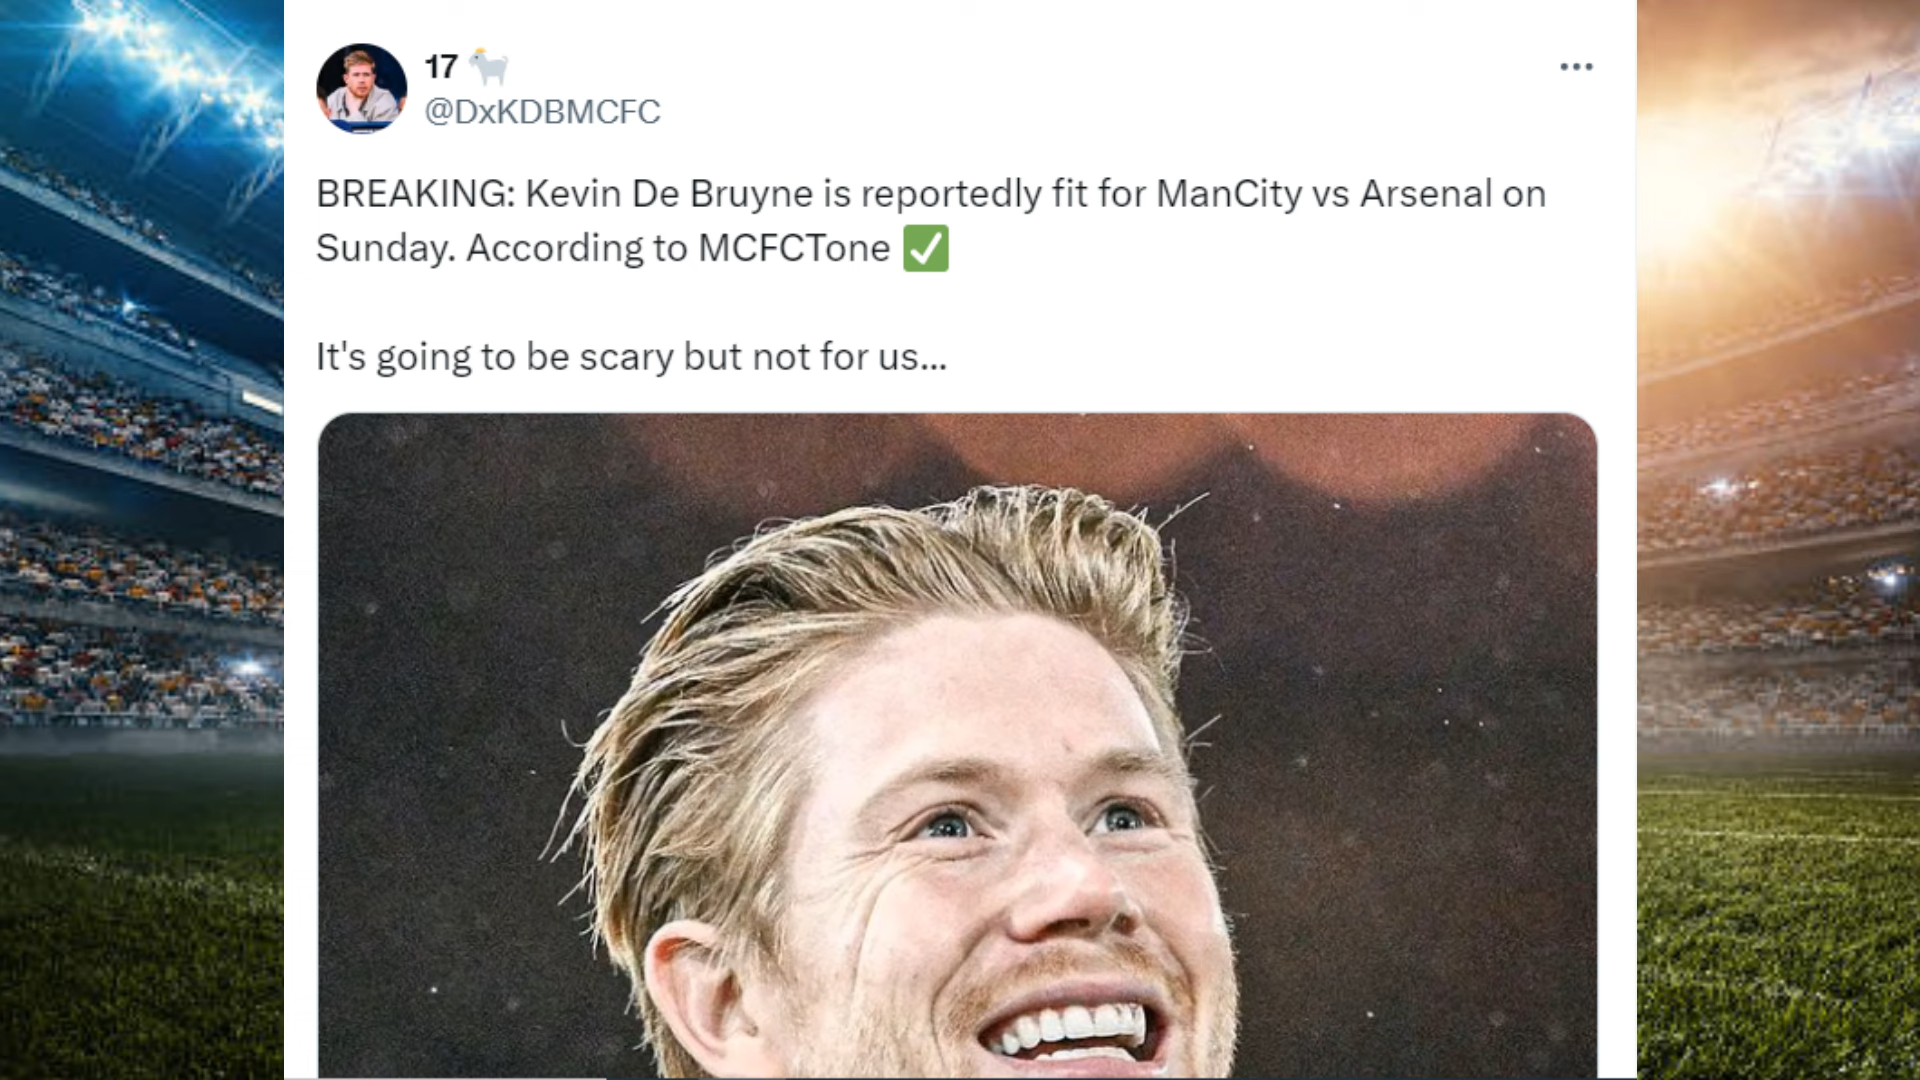 17 🐐
@DxKDBMCFC
BREAKING: Kevin De Bruyne is reportedly fit for ManCity vs Arsenal on
Sunday. According to MCFCTone ✅
It's going to be scary but not for us...